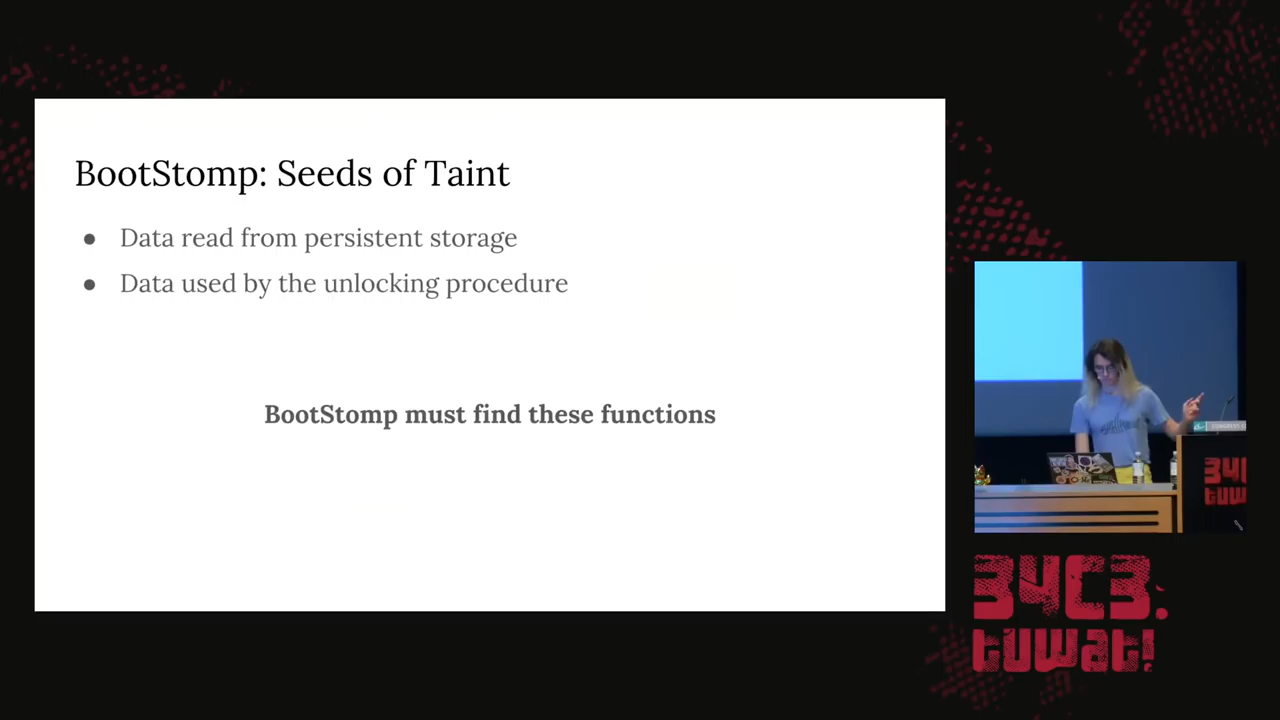 BootStomp: Seeds of Taint
● Data read from persistent storage
● Data used by the unlocking procedure
BootStomp must find these functions
34C3.
tuwat!